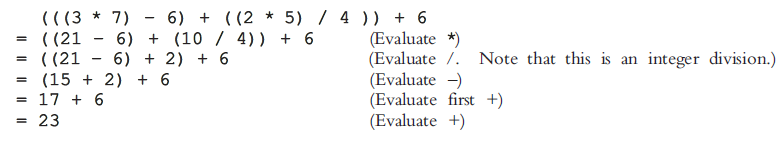 (((3 * 7) – 6) + ((2 * 5) / 4 )) + 6
= ((21 – 6) + (10 / 4)) + 6 (Evaluate *)
= ((21 – 6) + 2) + 6 (Evaluate /. Note that this is an integer division.)
= (15 + 2) + 6 (Evaluate –)
= 17 + 6 (Evaluate first +)
= 23 (Evaluate +)